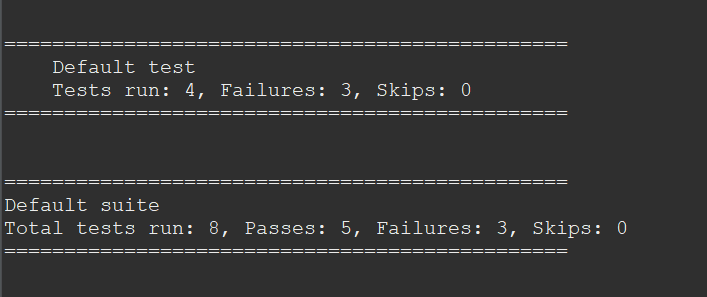 ===============================================
Default test
Tests run: 4, Failures: 3, Skips: 0
===============================================
===============================================
Default suite
Total tests run: 8, Passes: 5, Failures: 3, Skips: 0
===============================================